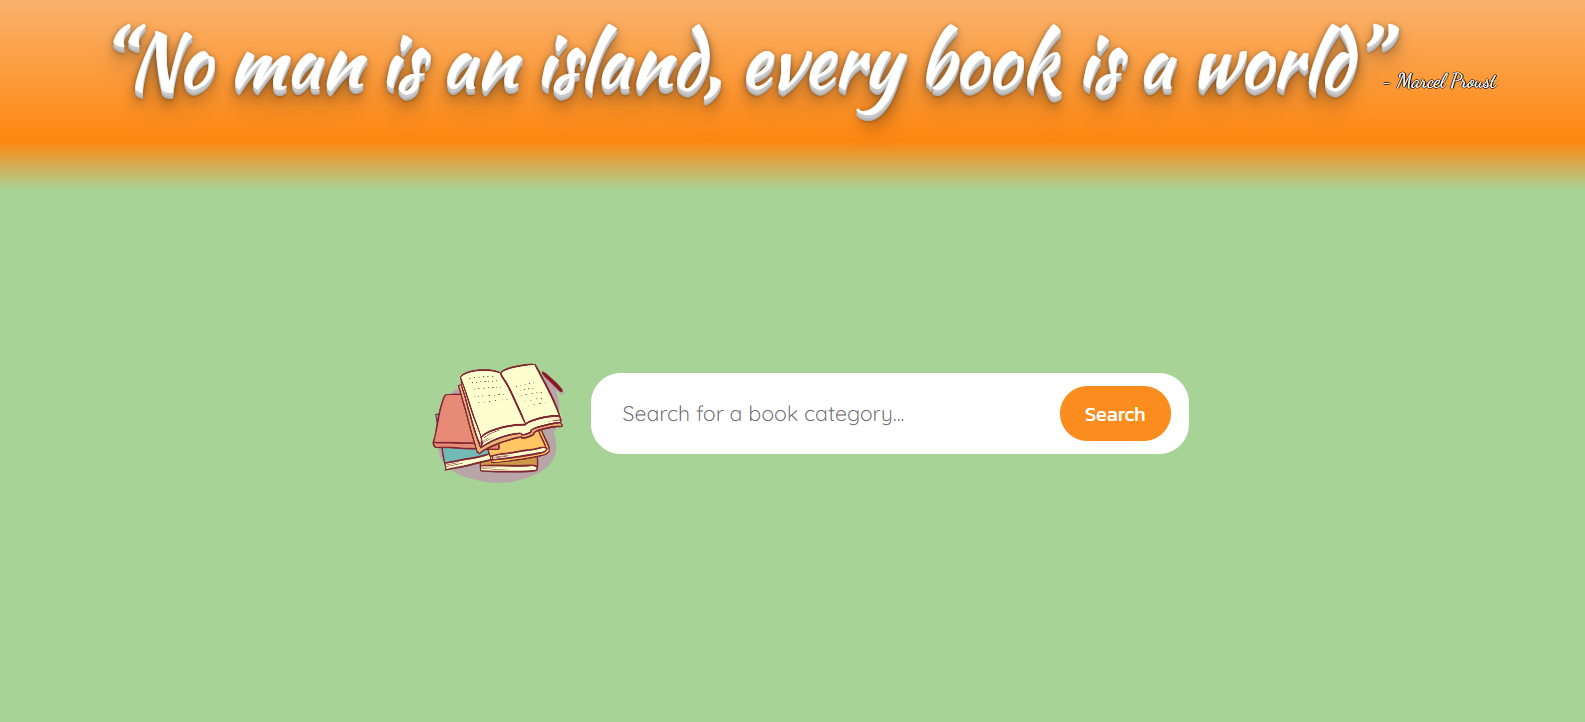 “No man is an island, every book is a world” - Marcel Proust
Search for a book category...
Search